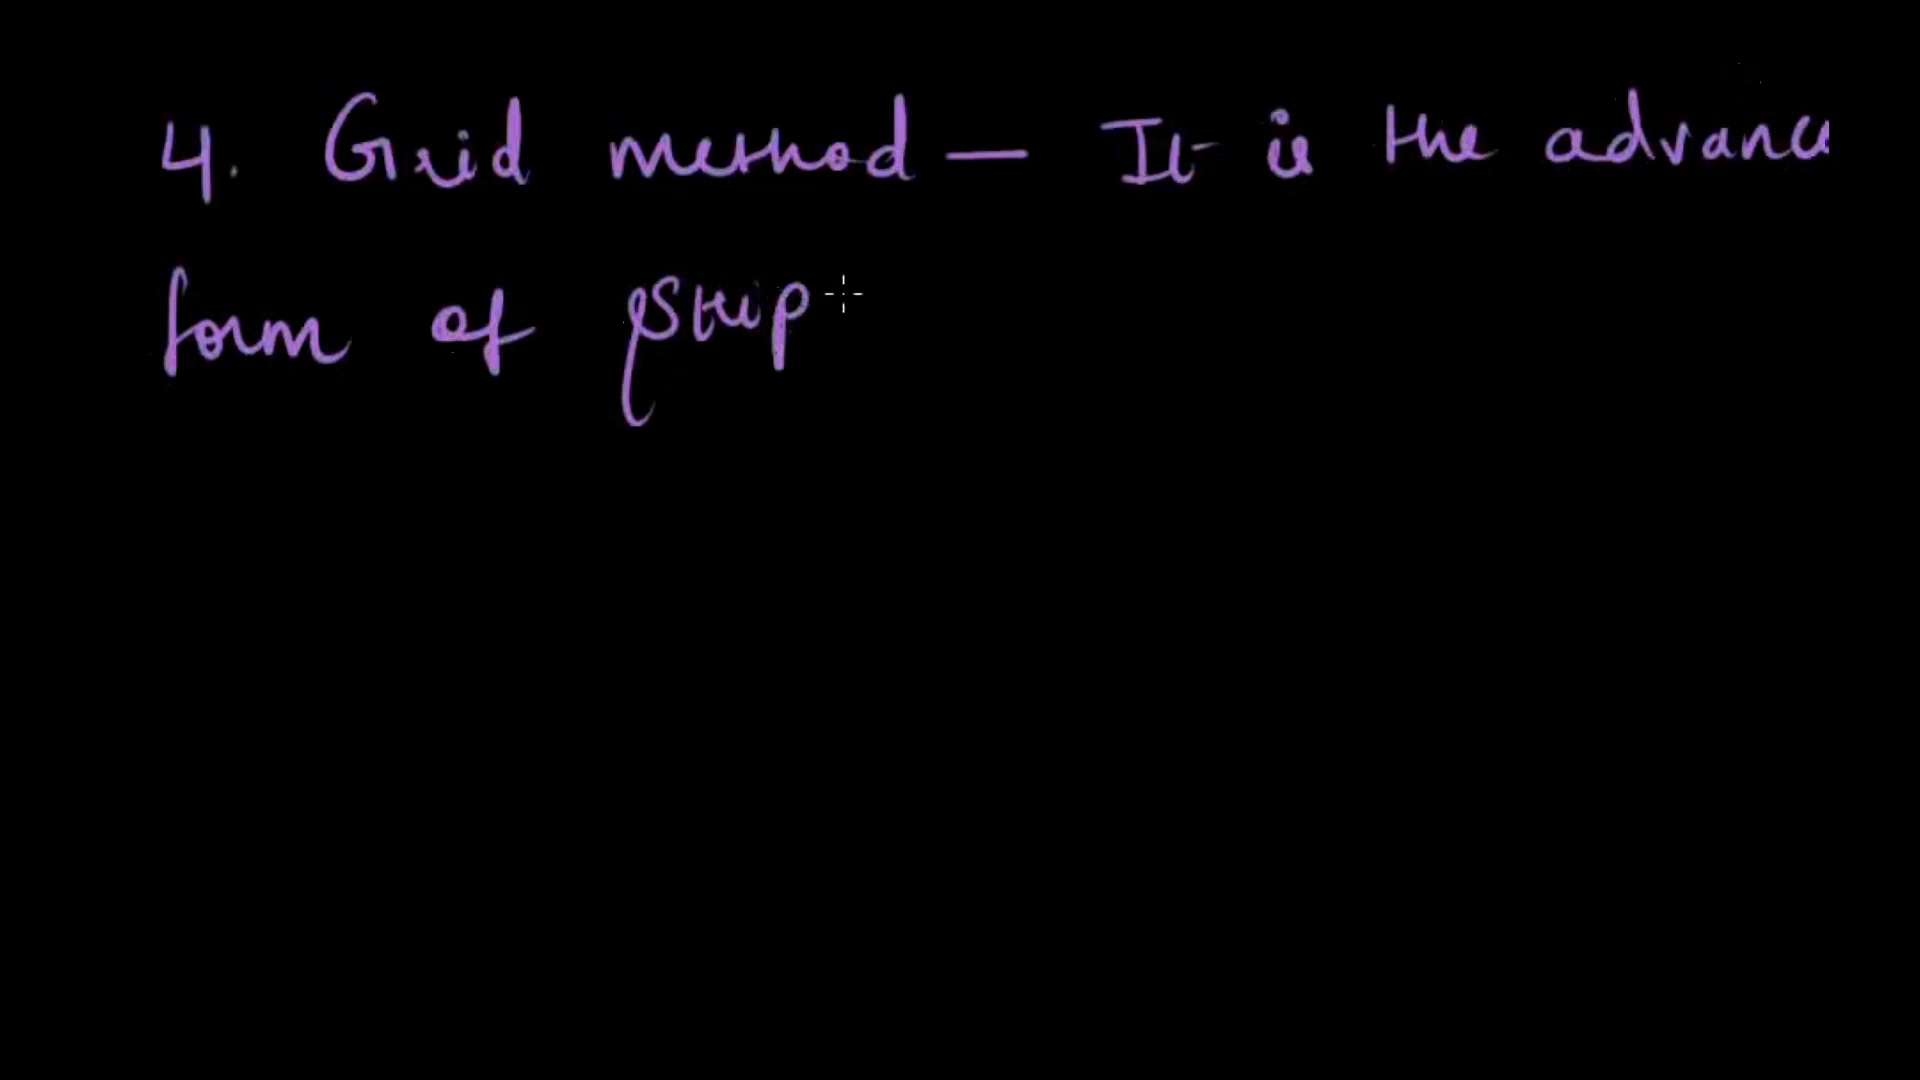 4. Grid method — It is the advance
form of strip